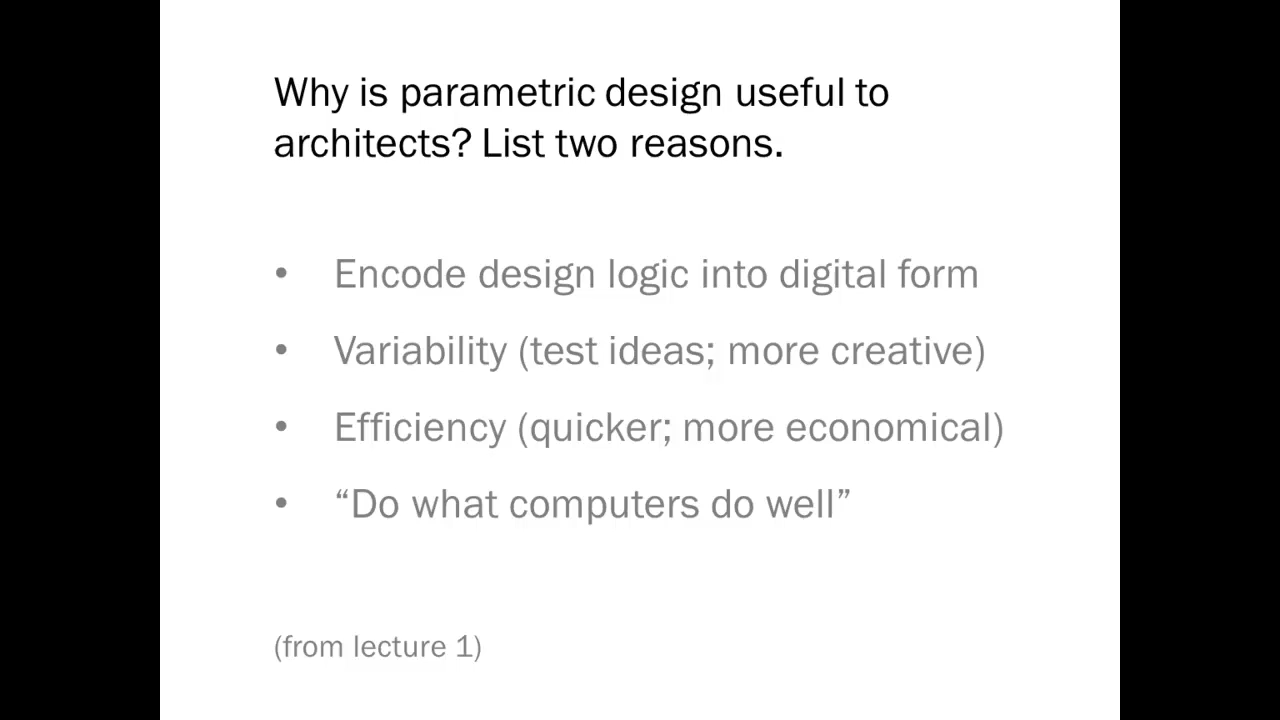 Why is parametric design useful to
architects? List two reasons.
• Encode design logic into digital form
• Variability (test ideas; more creative)
• Efficiency (quicker; more economical)
• “Do what computers do well”
(from lecture 1)